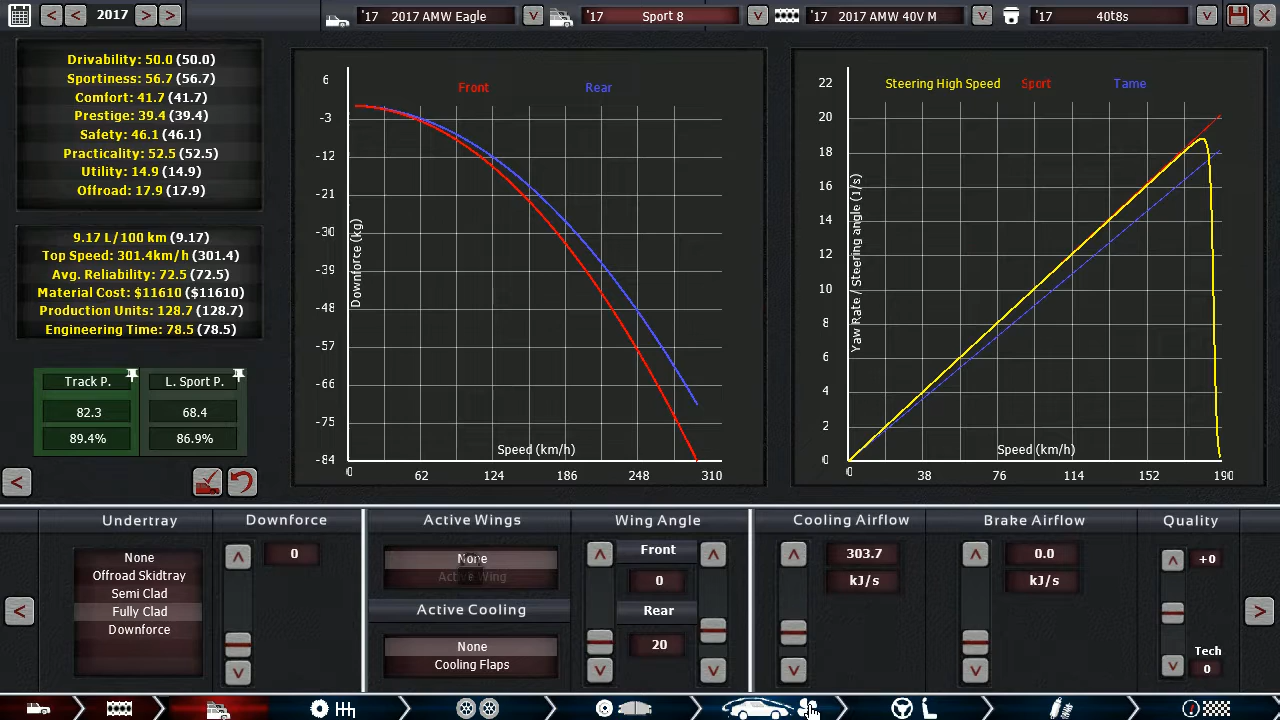 2017
'17 2017 AMW Eagle
'17 Sport 8
'17 2017 AMW 40V M
'17 40t8s
Drivability: 50.0 (50.0)
Sportiness: 56.7 (56.7)
Comfort: 41.7 (41.7)
Prestige: 39.4 (39.4)
Safety: 46.1 (46.1)
Practicality: 52.5 (52.5)
Utility: 14.9 (14.9)
Offroad: 17.9 (17.9)
9.17 L/100 km (9.17)
Top Speed: 301.4km/h (301.4)
Avg. Reliability: 72.5 (72.5)
Material Cost: $11610 ($11610)
Production Units: 128.7 (128.7)
Engineering Time: 78.5 (78.5)
Track P. L. Sport P.
82.3 68.4
89.4% 86.9%
Front Rear
6
-3
-12
-21
-30
-39
-48
-57
-66
-75
-84
Downforce (kg)
Speed (km/h)
0 62 124 186 248 310
Steering High Speed Sport Tame
22
20
18
16
14
12
10
8
6
4
2
0
Yaw Rate / Steering angle (1/s)
Speed (km/h)
0 38 76 114 152 190
Undertray
None
Offroad Skidtray
Semi Clad
Fully Clad
Downforce
Downforce
0
Active Wings
None
Active Wing
Active Cooling
None
Cooling Flaps
Wing Angle
Front
0
Rear
20
Cooling Airflow
303.7
kJ/s
Brake Airflow
0.0
kJ/s
Quality
+0
Tech
0